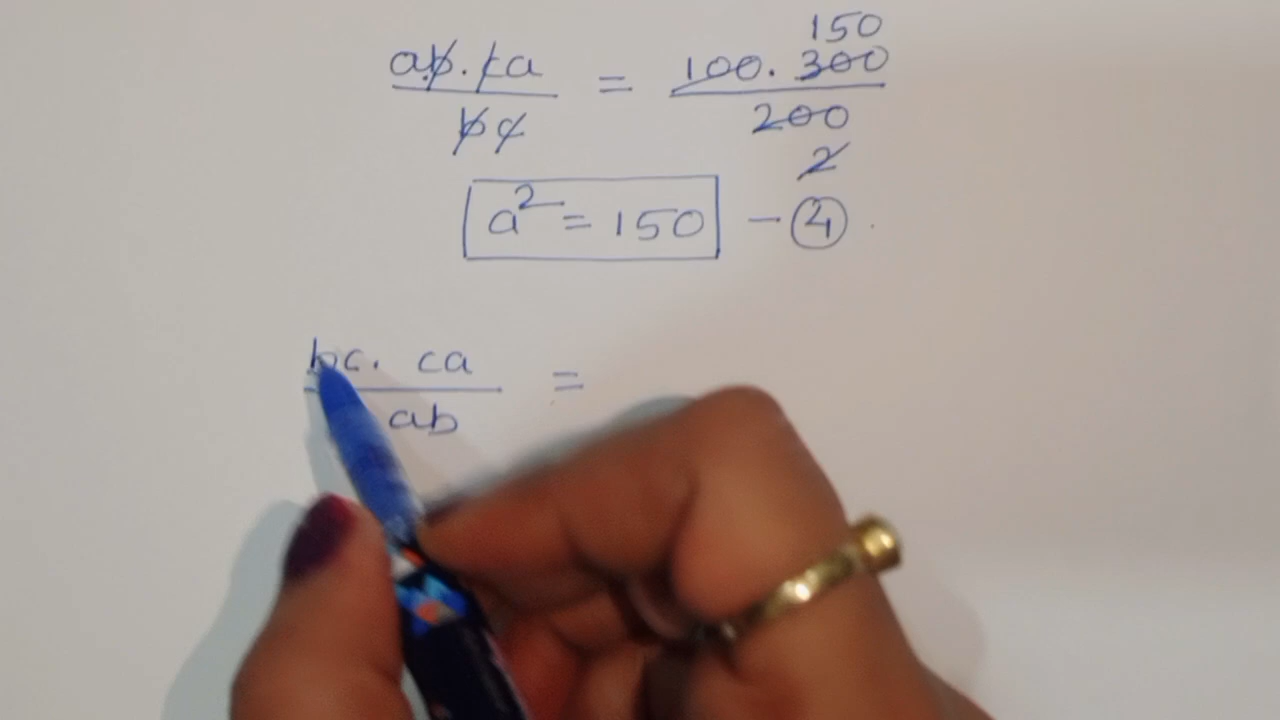 150
ab.ca = 100.300
bc 200
2
a² = 150 - ④.
bc. ca =
ab